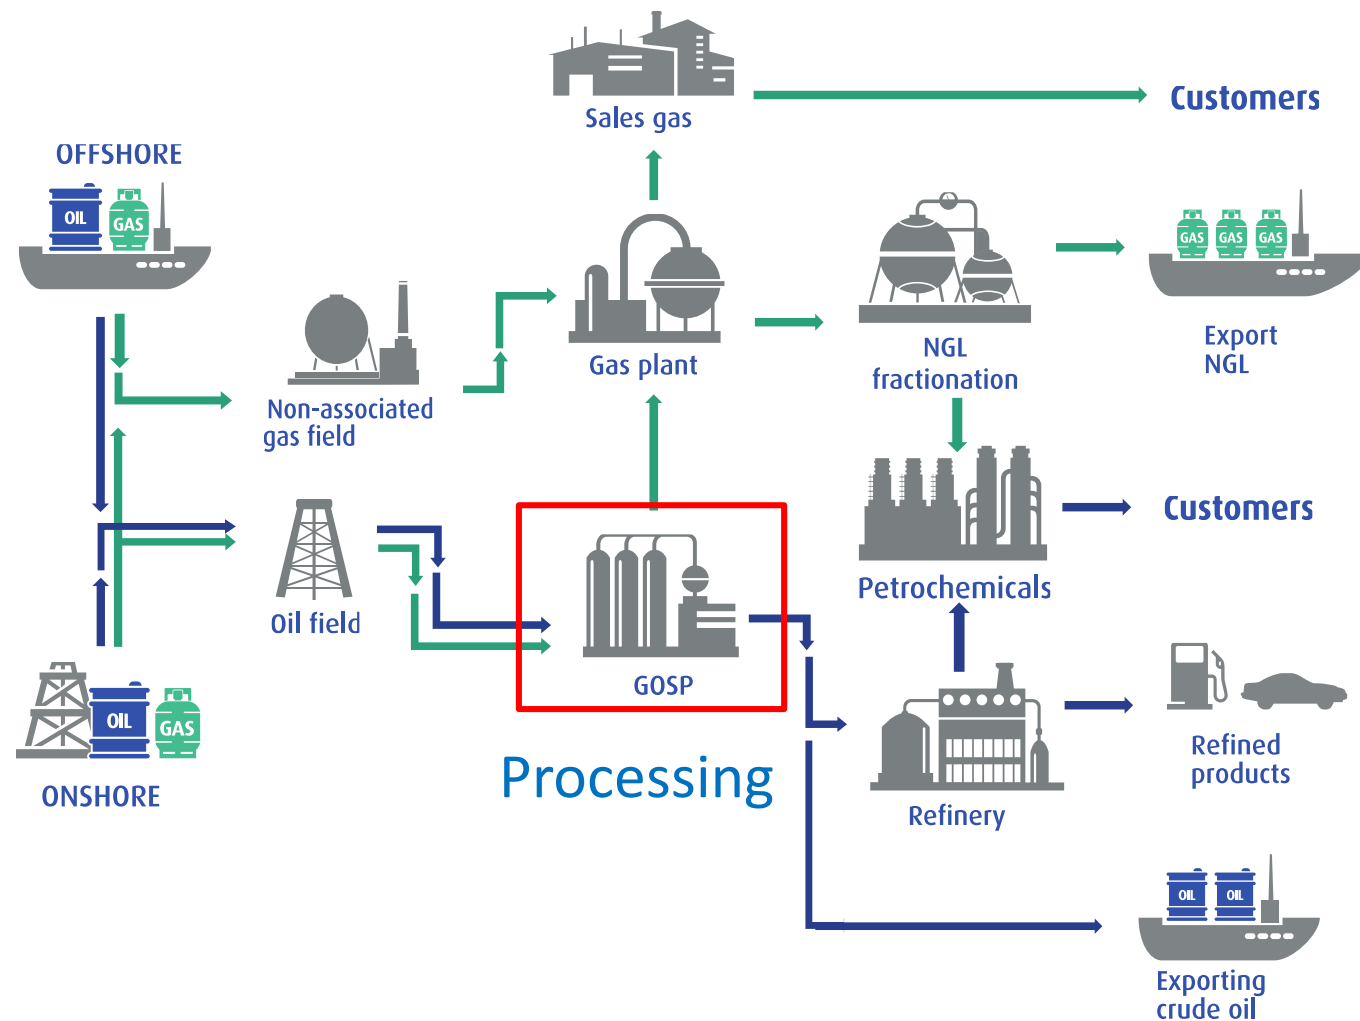 Sales gas
Customers
OFFSHORE
OIL
GAS
GAS
GAS
GAS
Export
NGL
Gas plant
NGL
fractionation
Non-associated
gas field
Customers
Petrochemicals
Oil field
GOSP
OIL
GAS
ONSHORE
Processing
Refinery
Refined
products
OIL
OIL
Exporting
crude oil